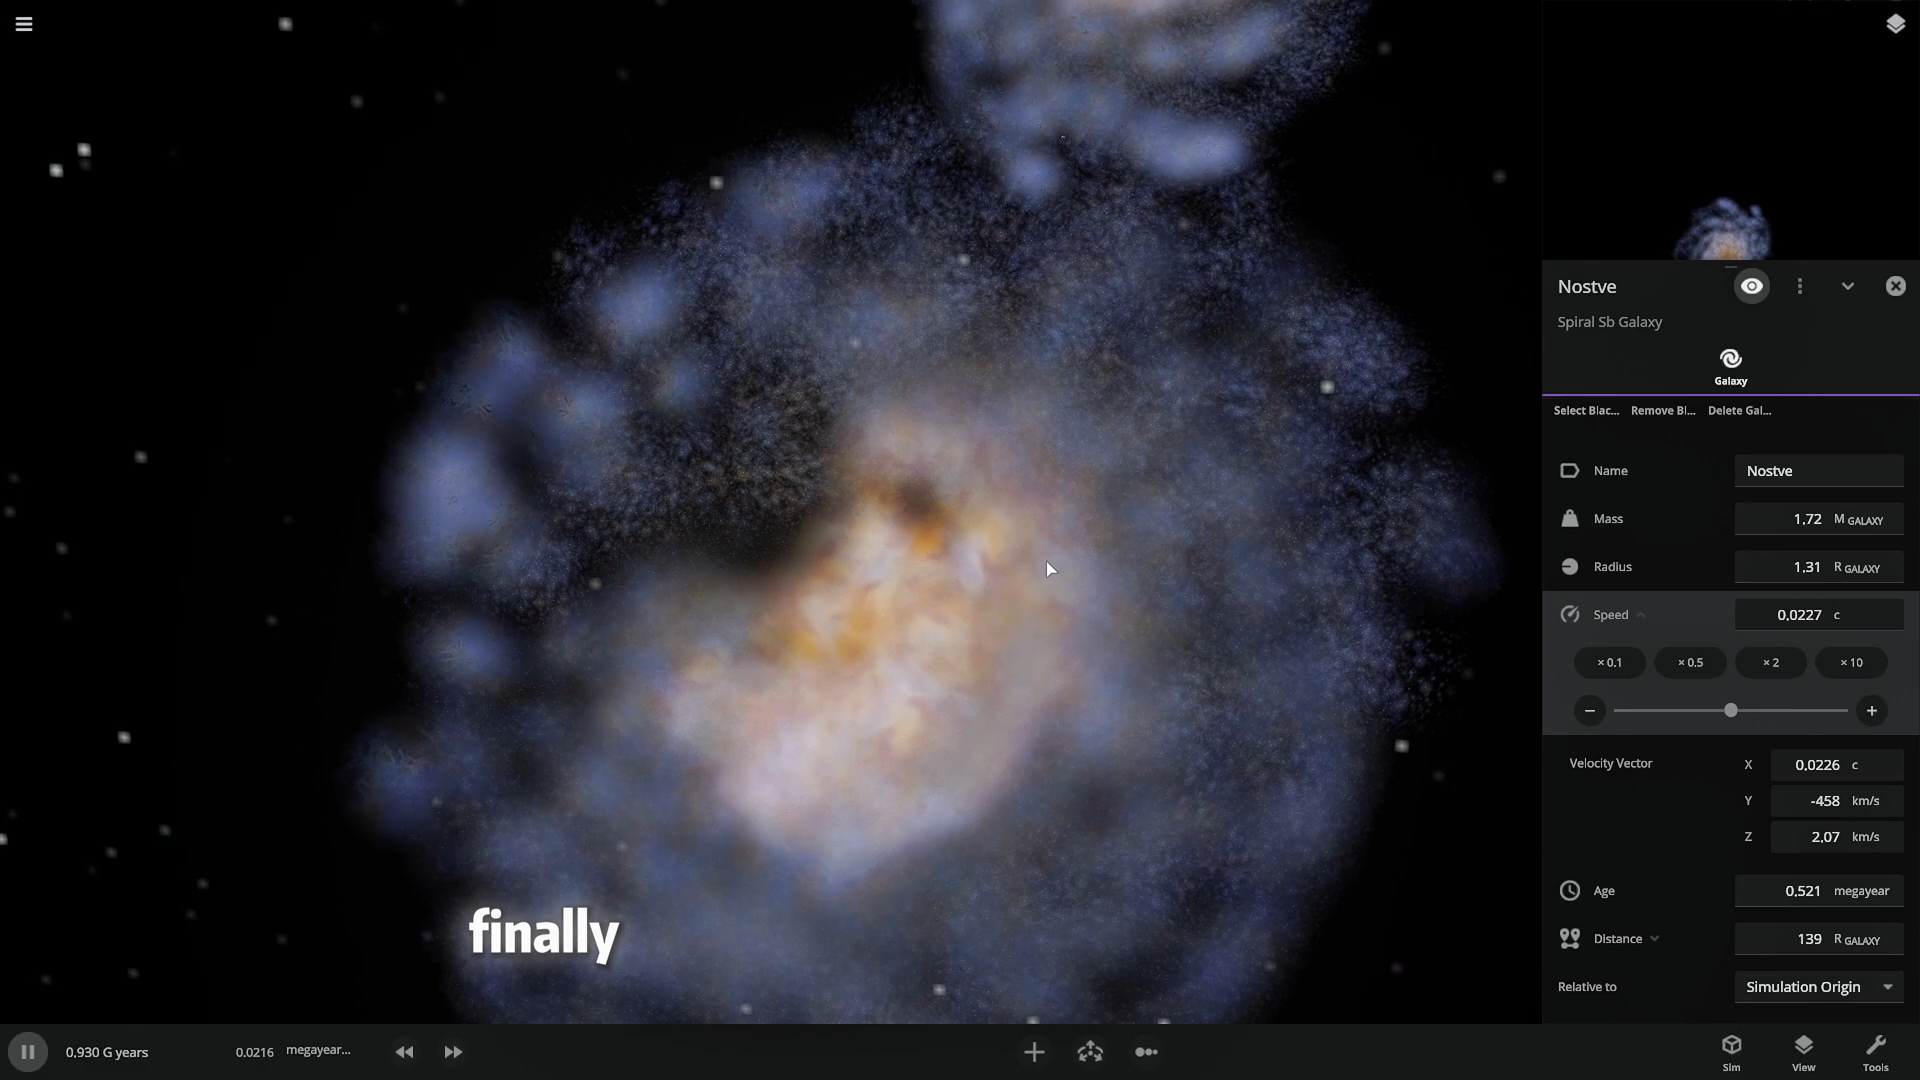 Nostve
Spiral Sb Galaxy
Galaxy
Select Blac... Remove Bl... Delete Gal...
Name Nostve
Mass 1,72 M GALAXY
Radius 1,31 R GALAXY
Speed 0,0227 c
× 0.1 × 0.5 × 2 × 10
Velocity Vector X 0,0226 c
Y -458 km/s
Z 2,07 km/s
Age 0,521 megayear
Distance 139 R GALAXY
Relative to Simulation Origin
finally
0,930 G years 0,0216 megayear...
Sim View Tools